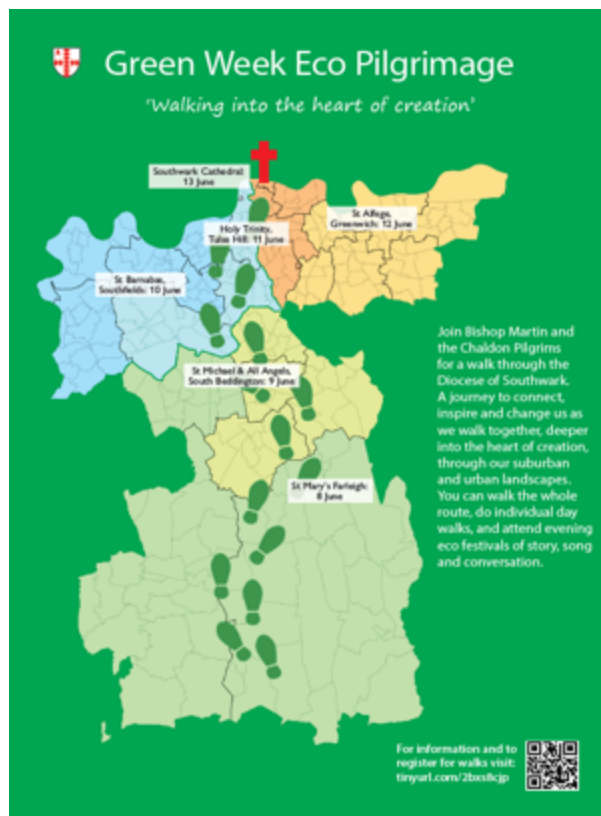 Green Week Eco Pilgrimage
‘Walking into the heart of creation’
Southwark Cathedral:
13 June
St Alfege,
Greenwich: 12 June
Holy Trinity,
Tulse Hill: 11 June
St Barnabas,
Southfields: 10 June
St Michael & All Angels,
South Beddington: 9 June
St Mary's Farleigh:
8 June
Join Bishop Martin and
the Chaldon Pilgrims
for a walk through the
Diocese of Southwark.
A journey to connect,
inspire and change us as
we walk together, deeper
into the heart of creation,
through our suburban
and urban landscapes.
You can walk the whole
route, do individual day
walks, and attend evening
eco festivals of story, song
and conversation.
For information and to
register for walks visit:
tinyurl.com/2bxs8cjp